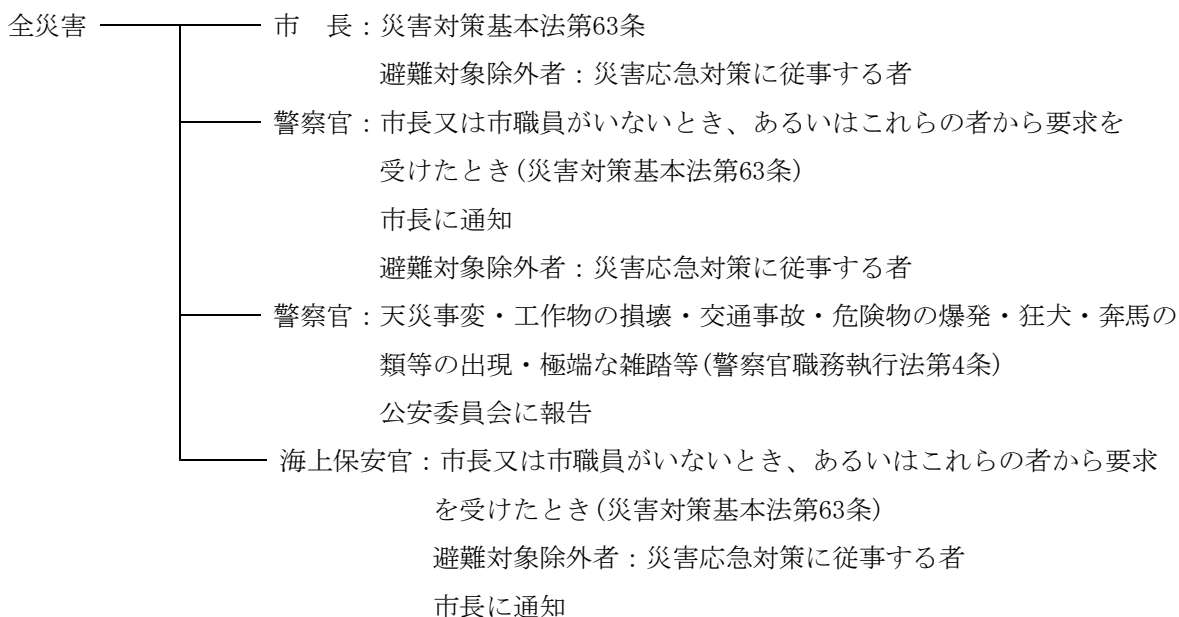 全災害 市　長：災害対策基本法第63条
避難対象除外者：災害応急対策に従事する者
警察官：市長又は市職員がいないとき、あるいはこれらの者から要求を
受けたとき(災害対策基本法第63条)
市長に通知
避難対象除外者：災害応急対策に従事する者
警察官：天災事変・工作物の損壊・交通事故・危険物の爆発・狂犬・奔馬の
類等の出現・極端な雑踏等(警察官職務執行法第4条)
公安委員会に報告
海上保安官：市長又は市職員がいないとき、あるいはこれらの者から要求
を受けたとき(災害対策基本法第63条)
避難対象除外者：災害応急対策に従事する者
市長に通知